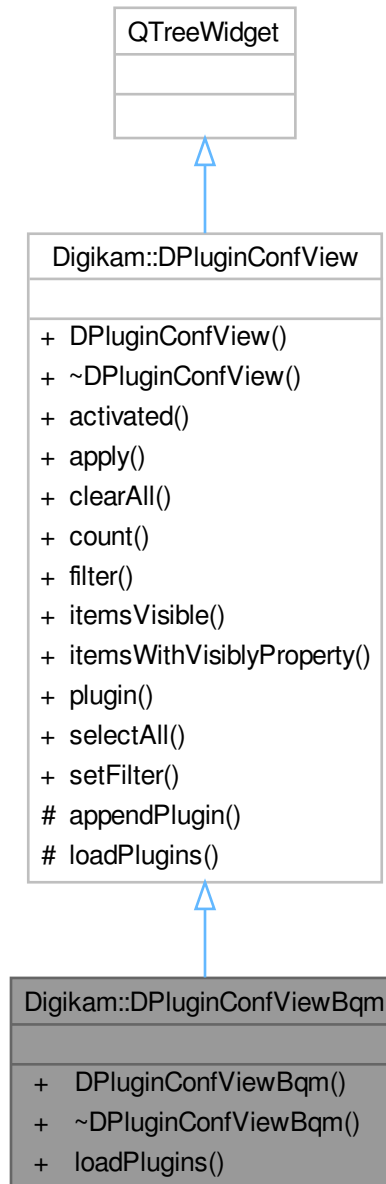 QTreeWidget
Digikam::DPluginConfView
+ DPluginConfView()
+ ~DPluginConfView()
+ activated()
+ apply()
+ clearAll()
+ count()
+ filter()
+ itemsVisible()
+ itemsWithVisiblyProperty()
+ plugin()
+ selectAll()
+ setFilter()
# appendPlugin()
# loadPlugins()
Digikam::DPluginConfViewBqm
+ DPluginConfViewBqm()
+ ~DPluginConfViewBqm()
+ loadPlugins()